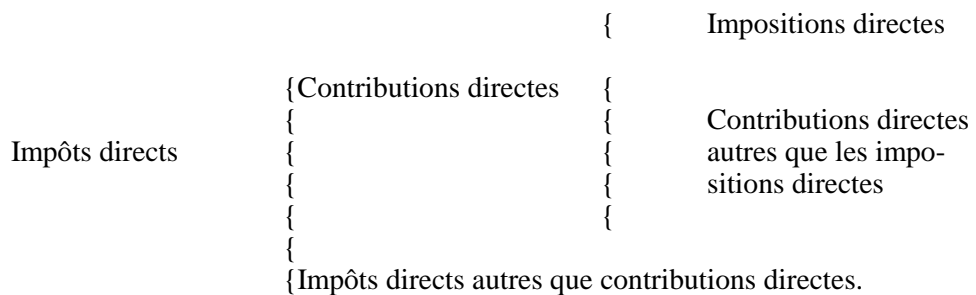 { Impositions directes
{Contributions directes {
{ { Contributions directes
Impôts directs { { autres que les impo-
{ { sitions directes
{ {
{
{Impôts directs autres que contributions directes.